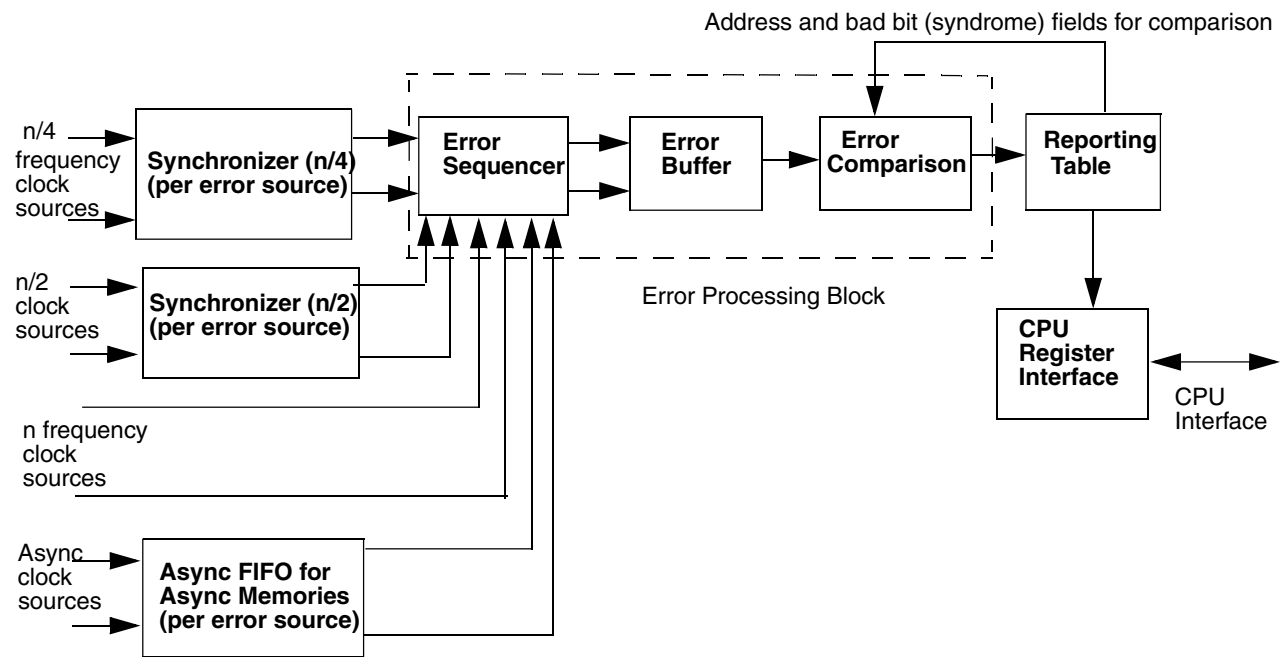 Address and bad bit (syndrome) fields for comparison
n/4
frequency
clock
sources
Synchronizer (n/4)
(per error source)
Error
Sequencer
Error
Buffer
Error
Comparison
Reporting
Table
n/2
clock
sources
Synchronizer (n/2)
(per error source)
Error Processing Block
CPU
Register
Interface
CPU
Interface
n frequency
clock
sources
Async
clock
sources
Async FIFO for
Async Memories
(per error source)